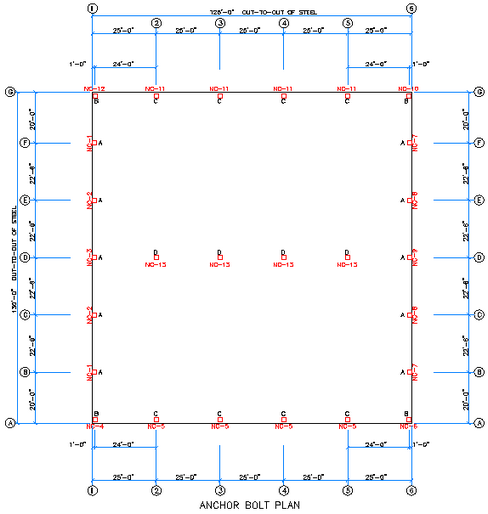 1 6
125'-0" OUT-TO-OUT OF STEEL
2 3 4 5
25'-0" 25'-0" 25'-0" 25'-0" 25'-0"
1'-0" 24'-0" 24'-0" 1'-0"
G NC-12 NC-11 NC-11 NC-11 NC-11 NC-10 G
B C C C C B
20'-0" 20'-0"
F NC-1 A A NC-7 F
22'-6" 22'-6"
E NC-2 A A NC-8 E
22'-6" 22'-6"
130'-0" OUT-TO-OUT OF STEEL
D D D D
D NC-3 A A NC-9 D
NC-13 NC-13 NC-13 NC-13
22'-6" 22'-6"
C NC-2 A A NC-8 C
22'-6" 22'-6"
B NC-1 A A NC-7 B
20'-0" 20'-0"
B C C C C B
A NC-4 NC-5 NC-5 NC-5 NC-5 NC-6 A
1'-0" 24'-0" 24'-0" 1'-0"
25'-0" 25'-0" 25'-0" 25'-0" 25'-0"
1 2 3 4 5 6
ANCHOR BOLT PLAN